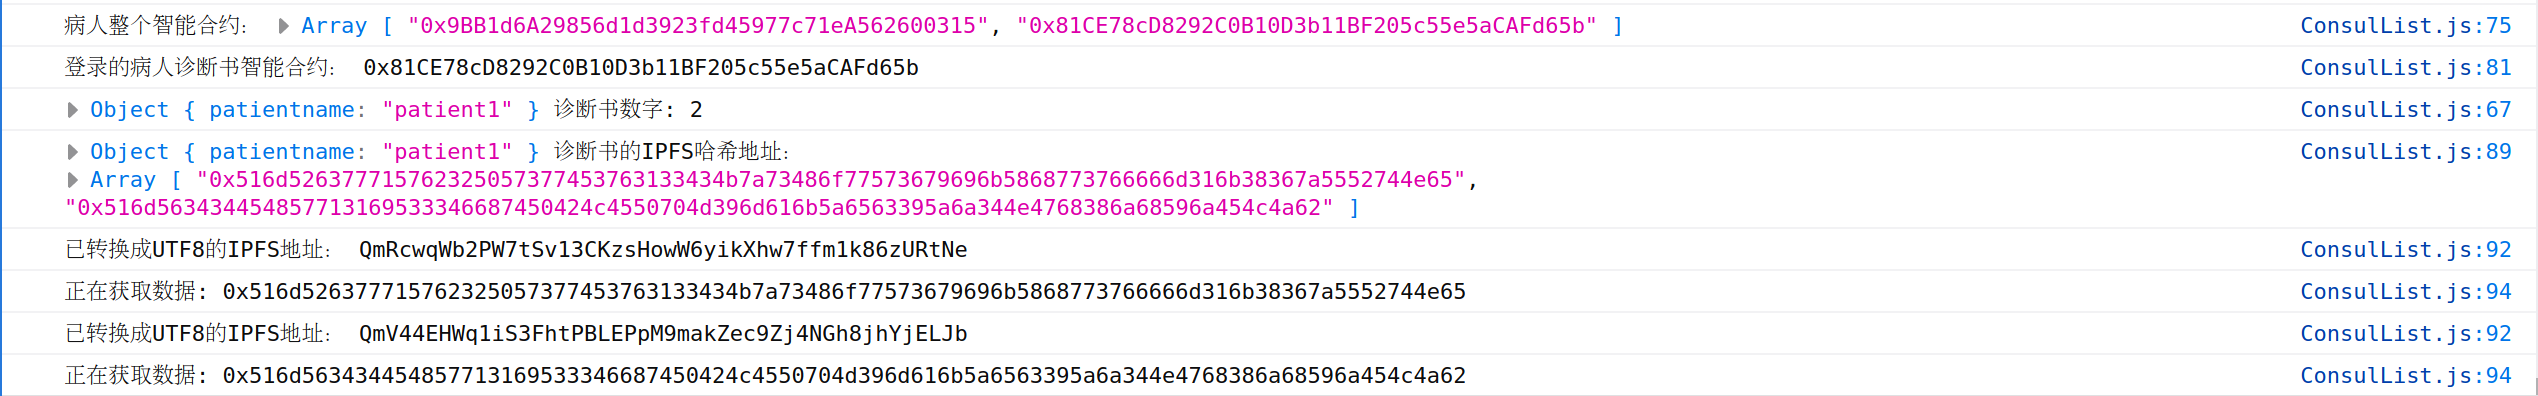 病人整个智能合约: Array [ "0x9BB1d6A29856d1d3923fd45977c71eA562600315", "0x81CE78cD8292C0B10D3b11BF205c55e5aCAFd65b" ] ConsulList.js:75
登录的病人诊断书智能合约: 0x81CE78cD8292C0B10D3b11BF205c55e5aCAFd65b ConsulList.js:81
Object { patientname: "patient1" } 诊断书数字: 2 ConsulList.js:67
Object { patientname: "patient1" } 诊断书的IPFS哈希地址: ConsulList.js:89
Array [ "0x516d526377715762325057377453763133434b7a73486f77573679696b5868773766666d316b38367a5552744e65",
"0x516d563434454857713169533346687450424c4550704d396d616b5a6563395a6a344e4768386a68596a454c4a62" ]
已转换成UTF8的IPFS地址: QmRcwqWb2PW7tSv13CKzsHowW6yikXhw7ffm1k86zURtNe ConsulList.js:92
正在获取数据: 0x516d526377715762325057377453763133434b7a73486f77573679696b5868773766666d316b38367a5552744e65 ConsulList.js:94
已转换成UTF8的IPFS地址: QmV44EHWq1iS3FhtPBLEPpM9makZec9Zj4NGh8jhYjELJb ConsulList.js:92
正在获取数据: 0x516d563434454857713169533346687450424c4550704d396d616b5a6563395a6a344e4768386a68596a454c4a62 ConsulList.js:94